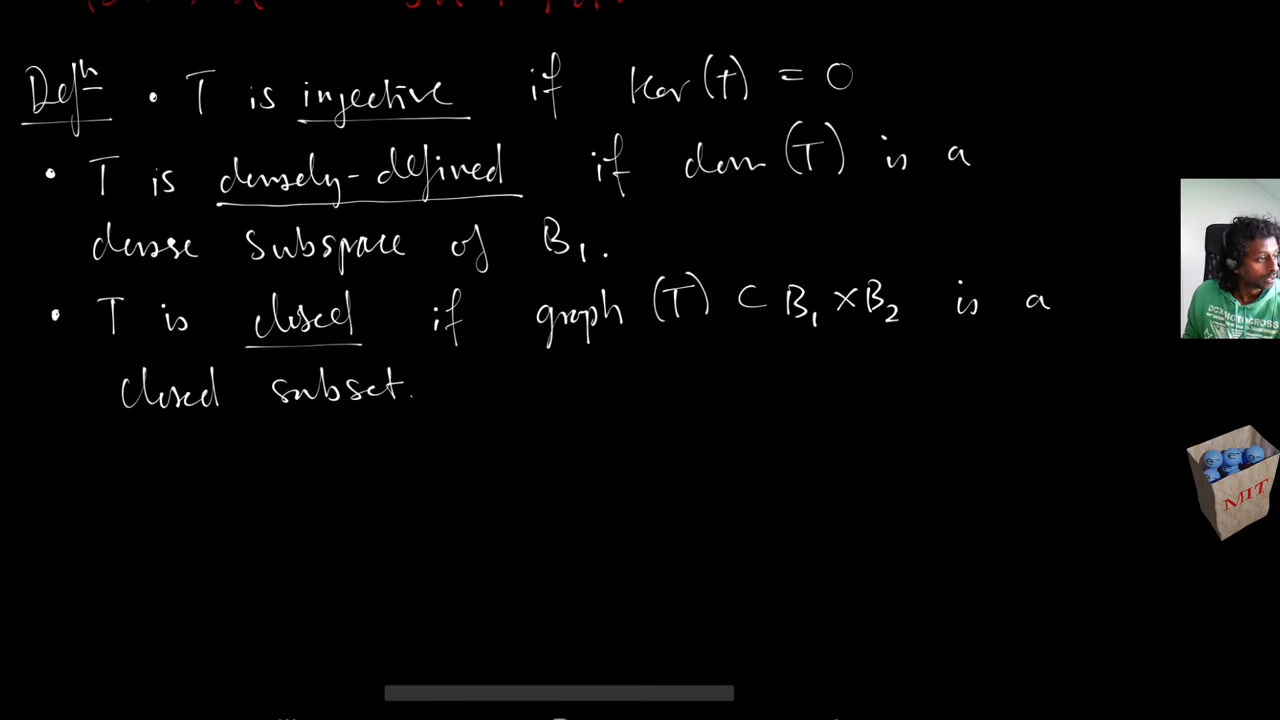 Defⁿ • T is injective if ker(T) = 0
• T is densely-defined if dom (T) is a
dense subspace of B₁.
• T is closed if graph (T) ⊂ B₁ × B₂ is a
closed subset.
MIT